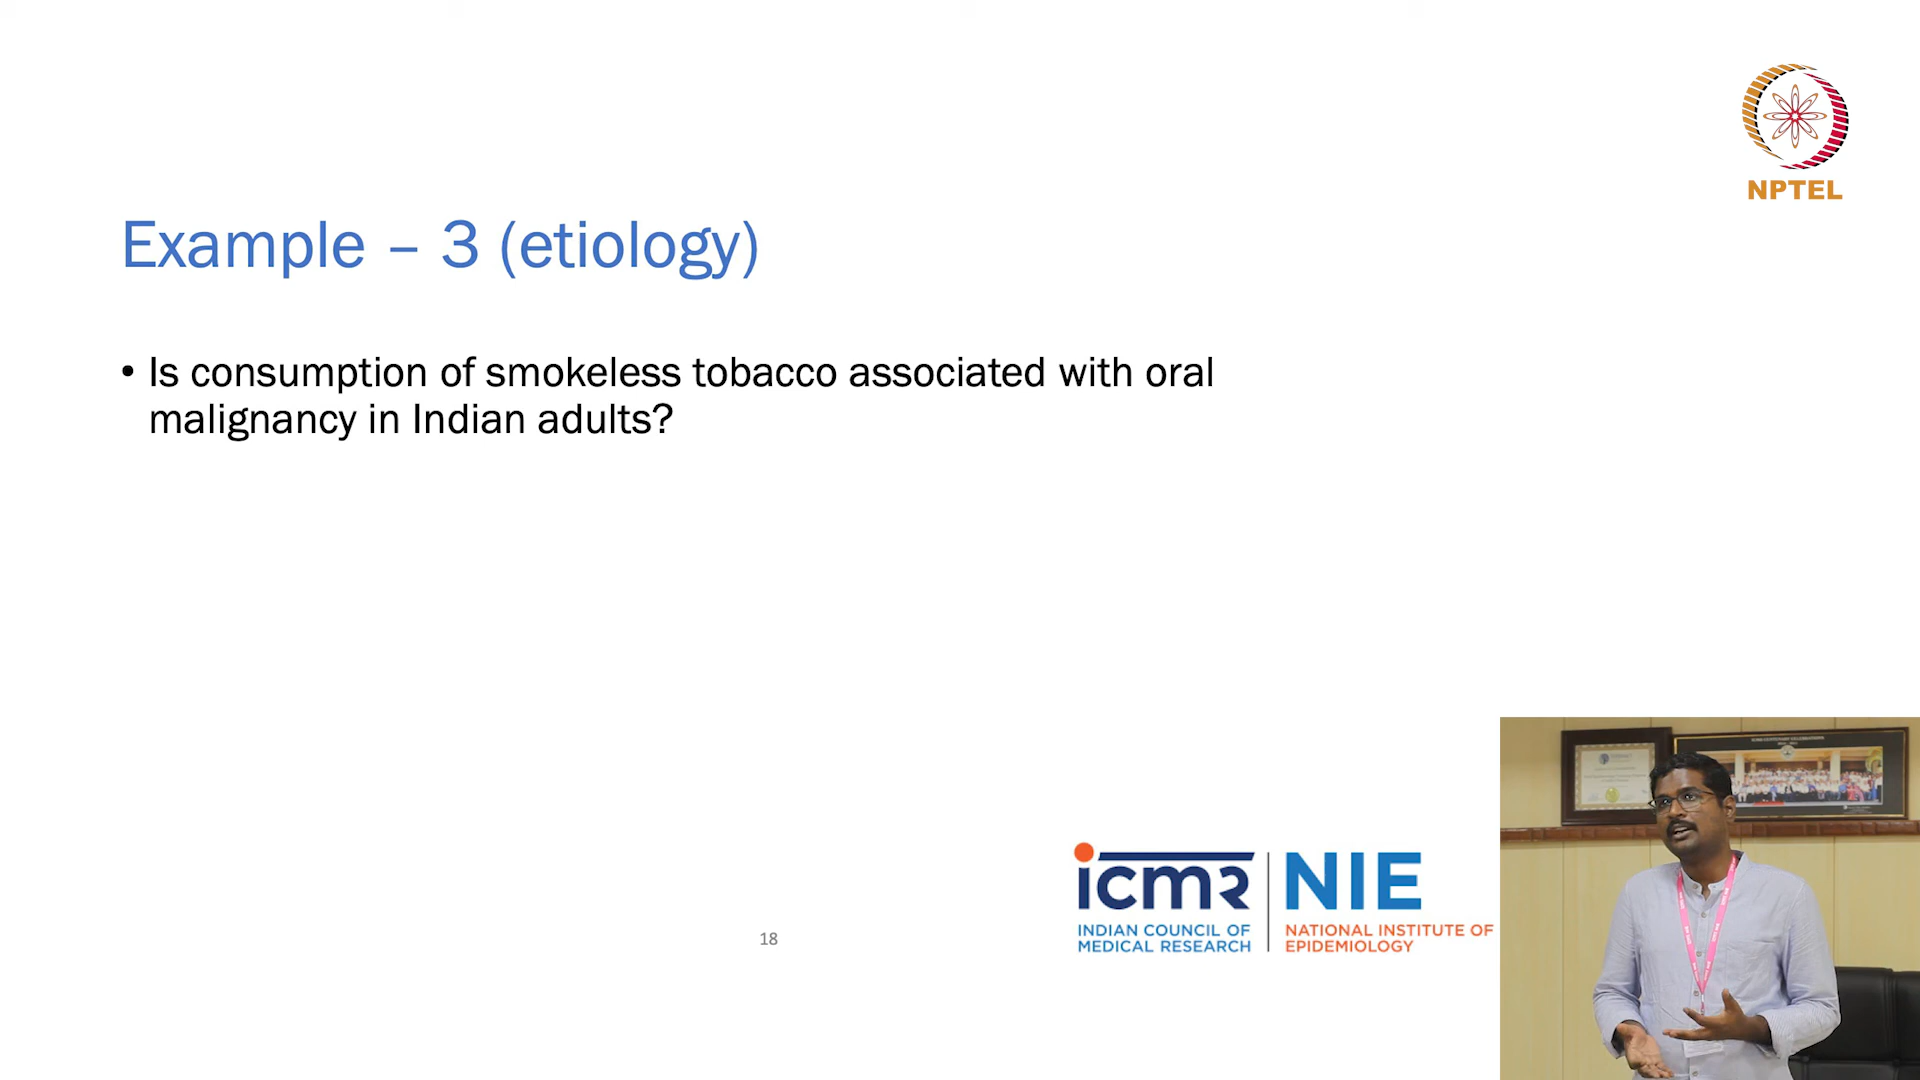 NPTEL
Example – 3 (etiology)
• Is consumption of smokeless tobacco associated with oral
malignancy in Indian adults?
icmr
INDIAN COUNCIL OF
MEDICAL RESEARCH
NIE
NATIONAL INSTITUTE OF
EPIDEMIOLOGY
18